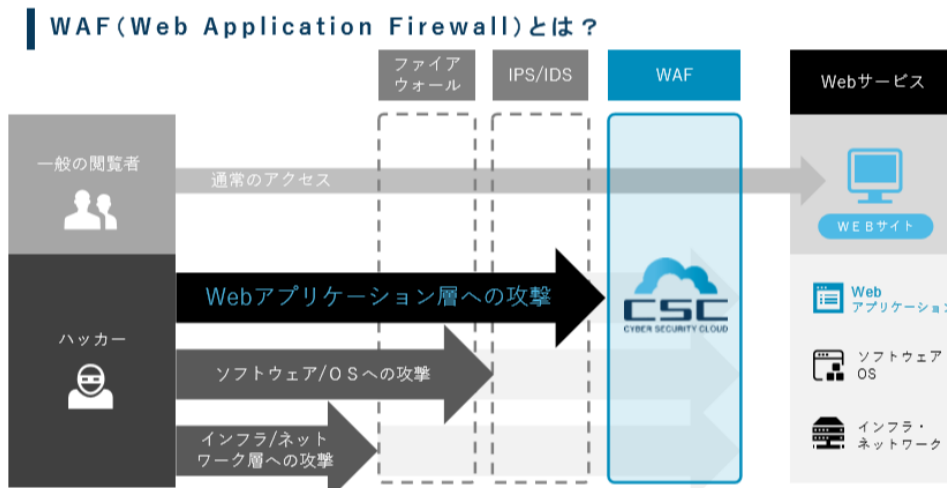 WAF(Web Application Firewall)とは？
ファイア
ウォール
IPS/IDS
WAF
Webサービス
一般の閲覧者
通常のアクセス
WEBサイト
Webアプリケーション層への攻撃
CSC
CYBER SECURITY CLOUD
Web
アプリケーション
ハッカー
ソフトウェア/OSへの攻撃
ソフトウェア
OS
インフラ/ネット
ワーク層への攻撃
インフラ・
ネットワーク